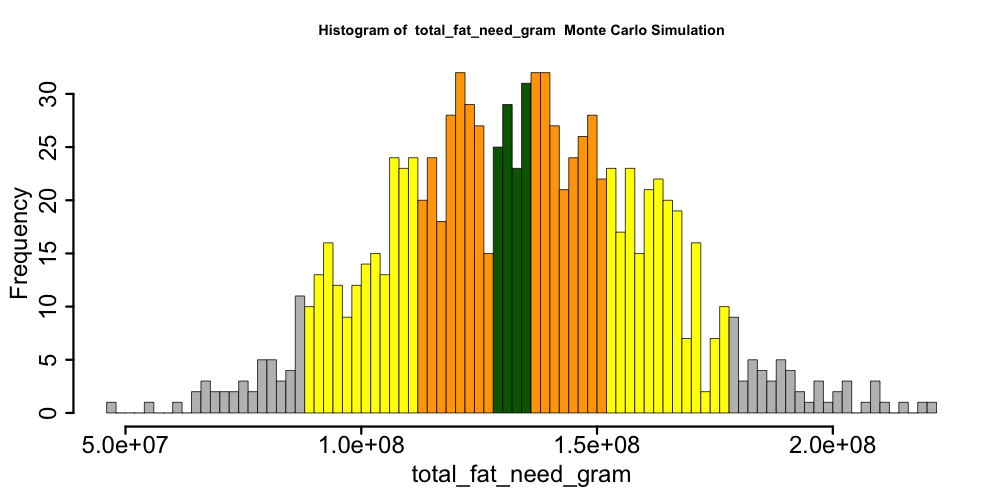 Histogram of  total_fat_need_gram  Monte Carlo Simulation
Frequency
30
25
20
15
10
5
0
5.0e+07 1.0e+08 1.5e+08 2.0e+08
total_fat_need_gram